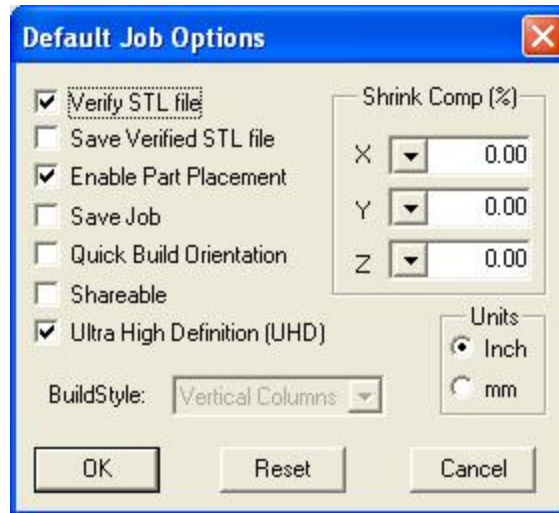 Default Job Options
Verify STL file
Save Verified STL file
Enable Part Placement
Save Job
Quick Build Orientation
Shareable
Ultra High Definition (UHD)
Shrink Comp (%)
X 0.00
Y 0.00
Z 0.00
Units
Inch
mm
BuildStyle: Vertical Columns
OK Reset Cancel